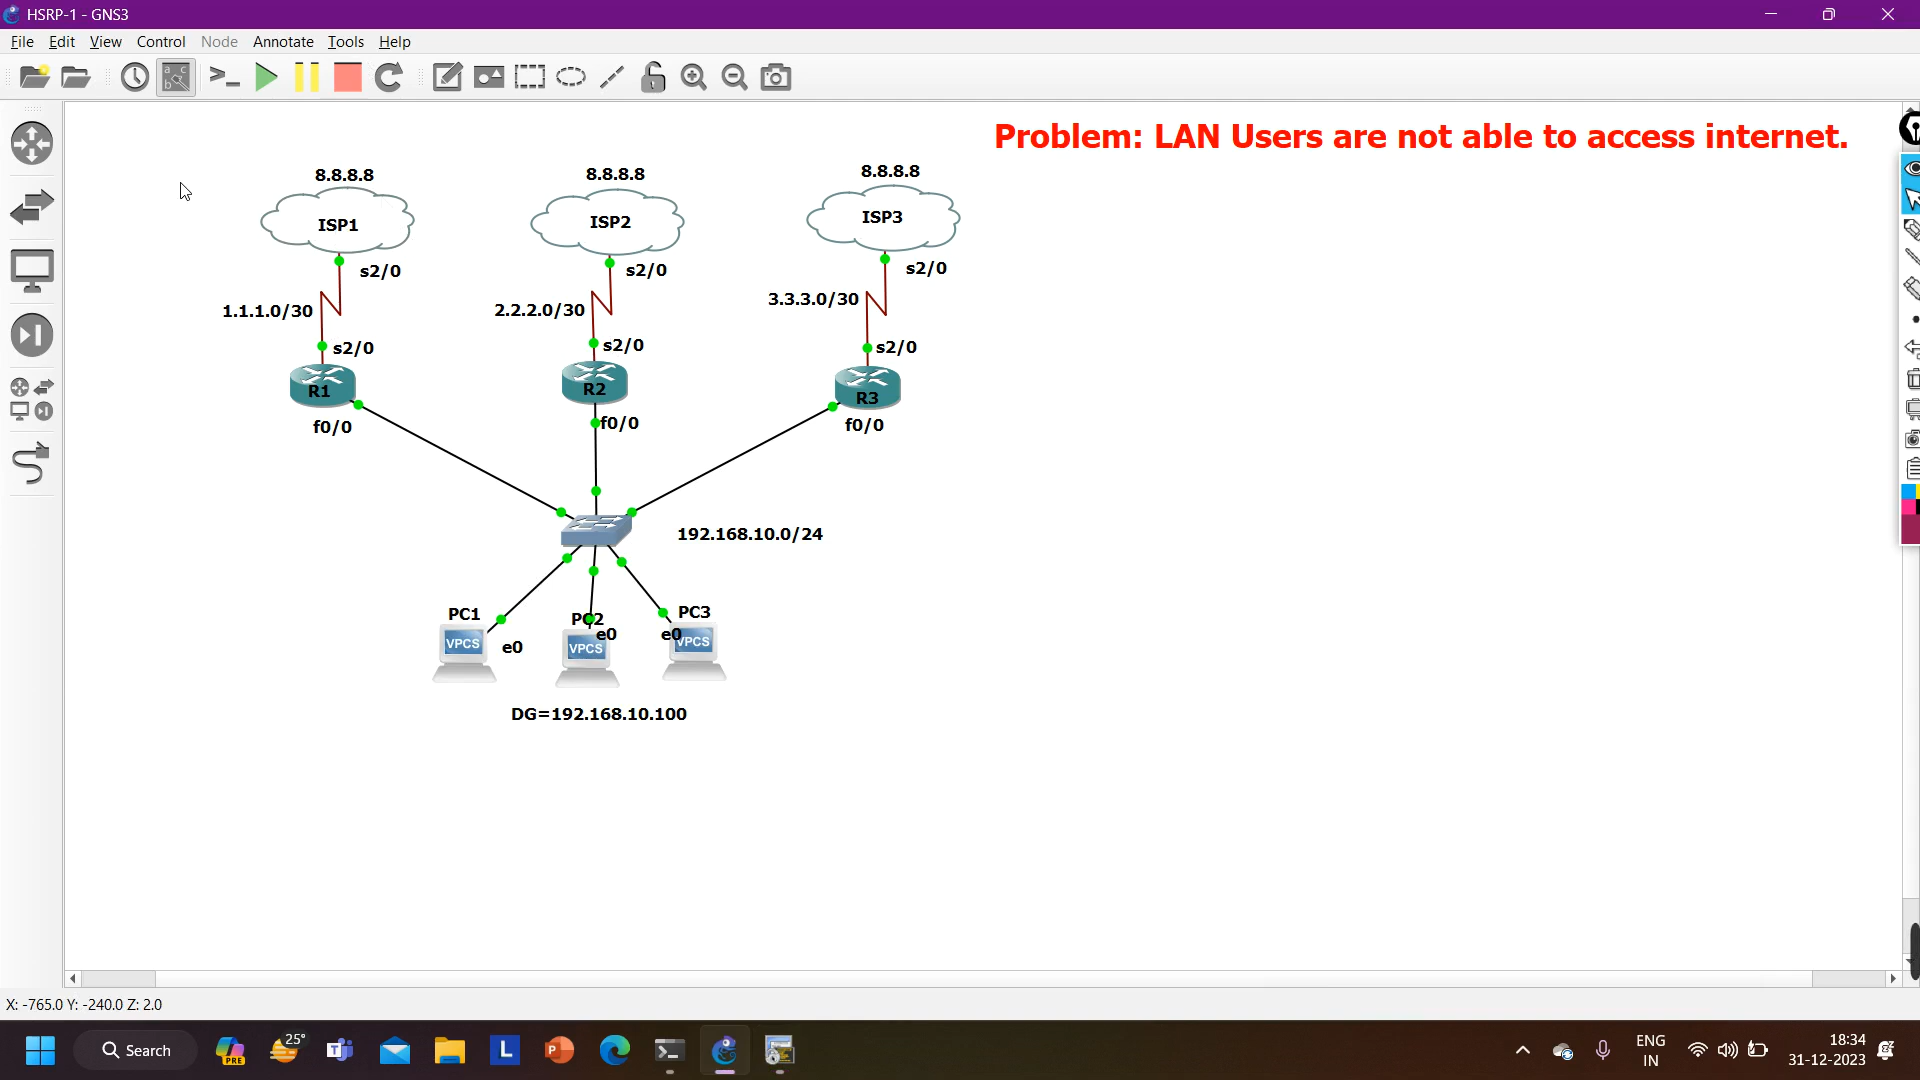 HSRP-1 - GNS3
File Edit View Control Node Annotate Tools Help
Problem: LAN Users are not able to access internet.
8.8.8.8 8.8.8.8 8.8.8.8
ISP1 ISP2 ISP3
s2/0 s2/0 s2/0
1.1.1.0/30 2.2.2.0/30 3.3.3.0/30
s2/0 s2/0 s2/0
R1 R2 R3
f0/0 f0/0 f0/0
192.168.10.0/24
PC1 PC2 PC3
e0 e0 e0
VPCS VPCS VPCS
DG=192.168.10.100
X: -765.0 Y: -240.0 Z: 2.0
Search
PRE
25°
L
ENG
IN
18:34
31-12-2023